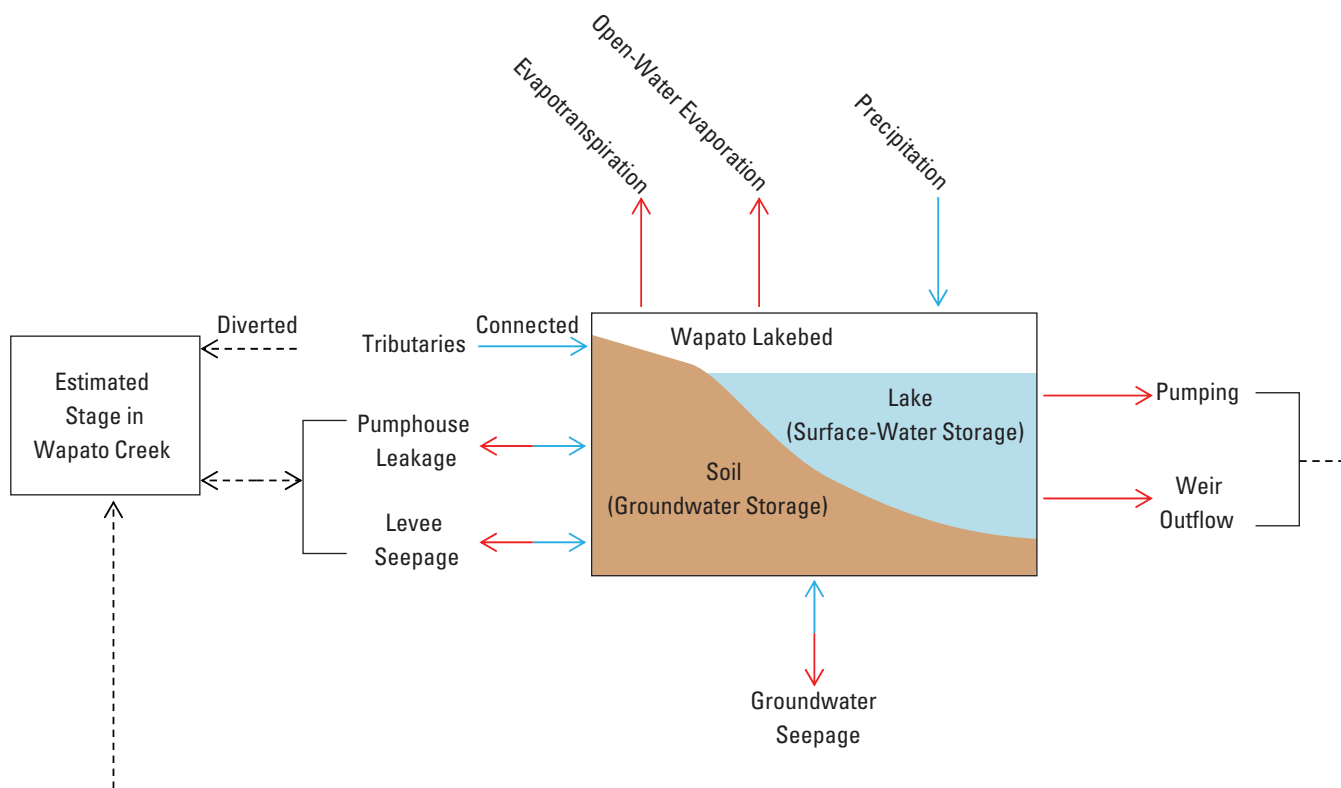 Evapotranspiration
Open-Water Evaporation
Precipitation
Diverted
Tributaries
Connected
Wapato Lakebed
Estimated
Stage in
Wapato Creek
Pumphouse
Leakage
Levee
Seepage
Lake
(Surface-Water Storage)
Soil
(Groundwater Storage)
Pumping
Weir
Outflow
Groundwater
Seepage